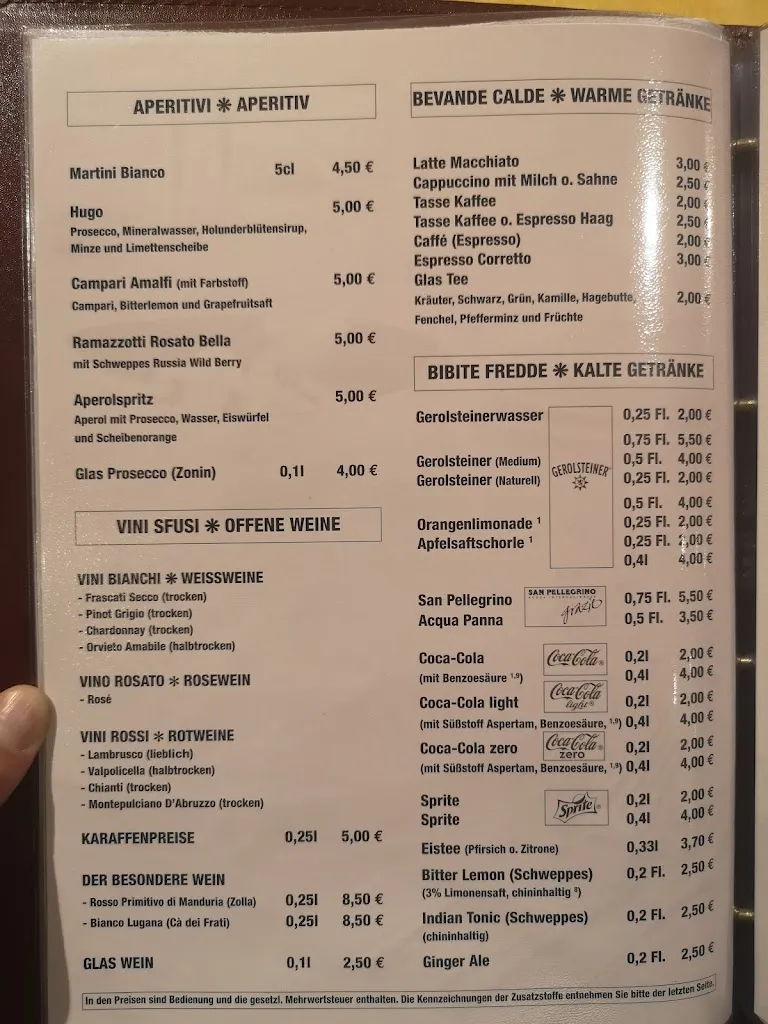 APERITIVI ✳ APERITIV
Martini Bianco 5cl 4,50 €
Hugo 5,00 €
Prosecco, Mineralwasser, Holunderblütensirup,
Minze und Limettenscheibe
Campari Amalfi (mit Farbstoff) 5,00 €
Campari, Bitterlemon und Grapefruitsaft
Ramazzotti Rosato Bella 5,00 €
mit Schweppes Russia Wild Berry
Aperolspritz 5,00 €
Aperol mit Prosecco, Wasser, Eiswürfel
und Scheibenorange
Glas Prosecco (Zonin) 0,1l 4,00 €
VINI SFUSI ✳ OFFENE WEINE
VINI BIANCHI ✳ WEISSWEINE
- Frascati Secco (trocken)
- Pinot Grigio (trocken)
- Chardonnay (trocken)
- Orvieto Amabile (halbtrocken)
VINO ROSATO ✳ ROSEWEIN
- Rosé
VINI ROSSI ✳ ROTWEINE
- Lambrusco (lieblich)
- Valpolicella (halbtrocken)
- Chianti (trocken)
- Montepulciano D'Abruzzo (trocken)
KARAFFENPREISE 0,25l 5,00 €
DER BESONDERE WEIN
- Rosso Primitivo di Manduria (Zolla) 0,25l 8,50 €
- Bianco Lugana (Cà dei Frati) 0,25l 8,50 €
GLAS WEIN 0,1l 2,50 €
BEVANDE CALDE ✳ WARME GETRÄNKE
Latte Macchiato 3,00 €
Cappuccino mit Milch o. Sahne 2,50 €
Tasse Kaffee 2,00 €
Tasse Kaffee o. Espresso Haag 2,50 €
Caffé (Espresso) 2,00 €
Espresso Corretto 3,00 €
Glas Tee
Kräuter, Schwarz, Grün, Kamille, Hagebutte, 2,00 €
Fenchel, Pfefferminz und Früchte
BIBITE FREDDE ✳ KALTE GETRÄNKE
Gerolsteinerwasser 0,25 Fl. 2,00 €
0,75 Fl. 5,50 €
Gerolsteiner (Medium) 0,5 Fl. 4,00 €
GEROLSTEINER
Gerolsteiner (Naturell) 0,25 Fl. 2,00 €
0,5 Fl. 4,00 €
Orangenlimonade ¹ 0,25 Fl. 2,00 €
Apfelsaftschorle ¹ 0,25 Fl. 2,00 €
0,4l 4,00 €
San Pellegrino SAN PELLEGRINO 0,75 Fl. 5,50 €
Acqua Panna grazie 0,5 Fl. 3,50 €
Coca-Cola Coca-Cola 0,2l 2,00 €
(mit Benzoesäure ¹,⁹) 0,4l 4,00 €
Coca-Cola light Coca-Cola light 0,2l 2,00 €
(mit Süßstoff Aspertam, Benzoesäure, ¹,⁹) 0,4l 4,00 €
Coca-Cola zero Coca-Cola zero 0,2l 2,00 €
(mit Süßstoff Aspertam, Benzoesäure, ¹,⁹) 0,4l 4,00 €
Sprite Sprite 0,2l 2,00 €
Sprite 0,4l 4,00 €
Eistee (Pfirsich o. Zitrone) 0,33l 3,70 €
Bitter Lemon (Schweppes) 0,2 Fl. 2,50 €
(3% Limonensaft, chininhaltig ⁸)
Indian Tonic (Schweppes) 0,2 Fl. 2,50 €
(chininhaltig)
Ginger Ale 0,2 Fl. 2,50 €
In den Preisen sind Bedienung und die gesetzl. Mehrwertsteuer enthalten. Die Kennzeichnungen der Zusatzstoffe entnehmen Sie bitte der letzten Seite.